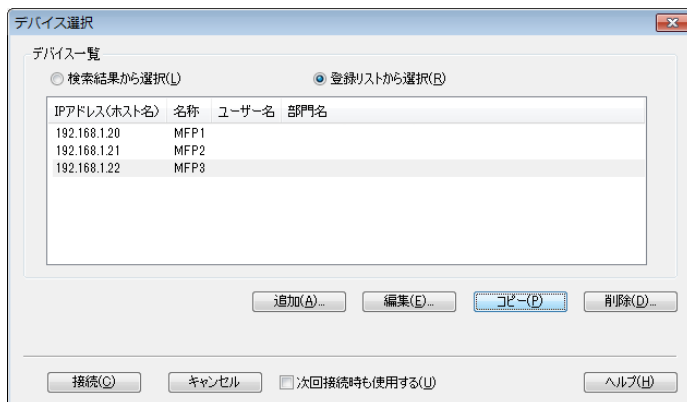 デバイス選択
デバイス一覧
検索結果から選択(L) 登録リストから選択(R)
IPアドレス(ホスト名) 名称 ユーザー名 部門名
192.168.1.20 MFP1
192.168.1.21 MFP2
192.168.1.22 MFP3
追加(A)... 編集(E)... コピー(P) 削除(D)...
接続(C) キャンセル 次回接続時も使用する(U) ヘルプ(H)